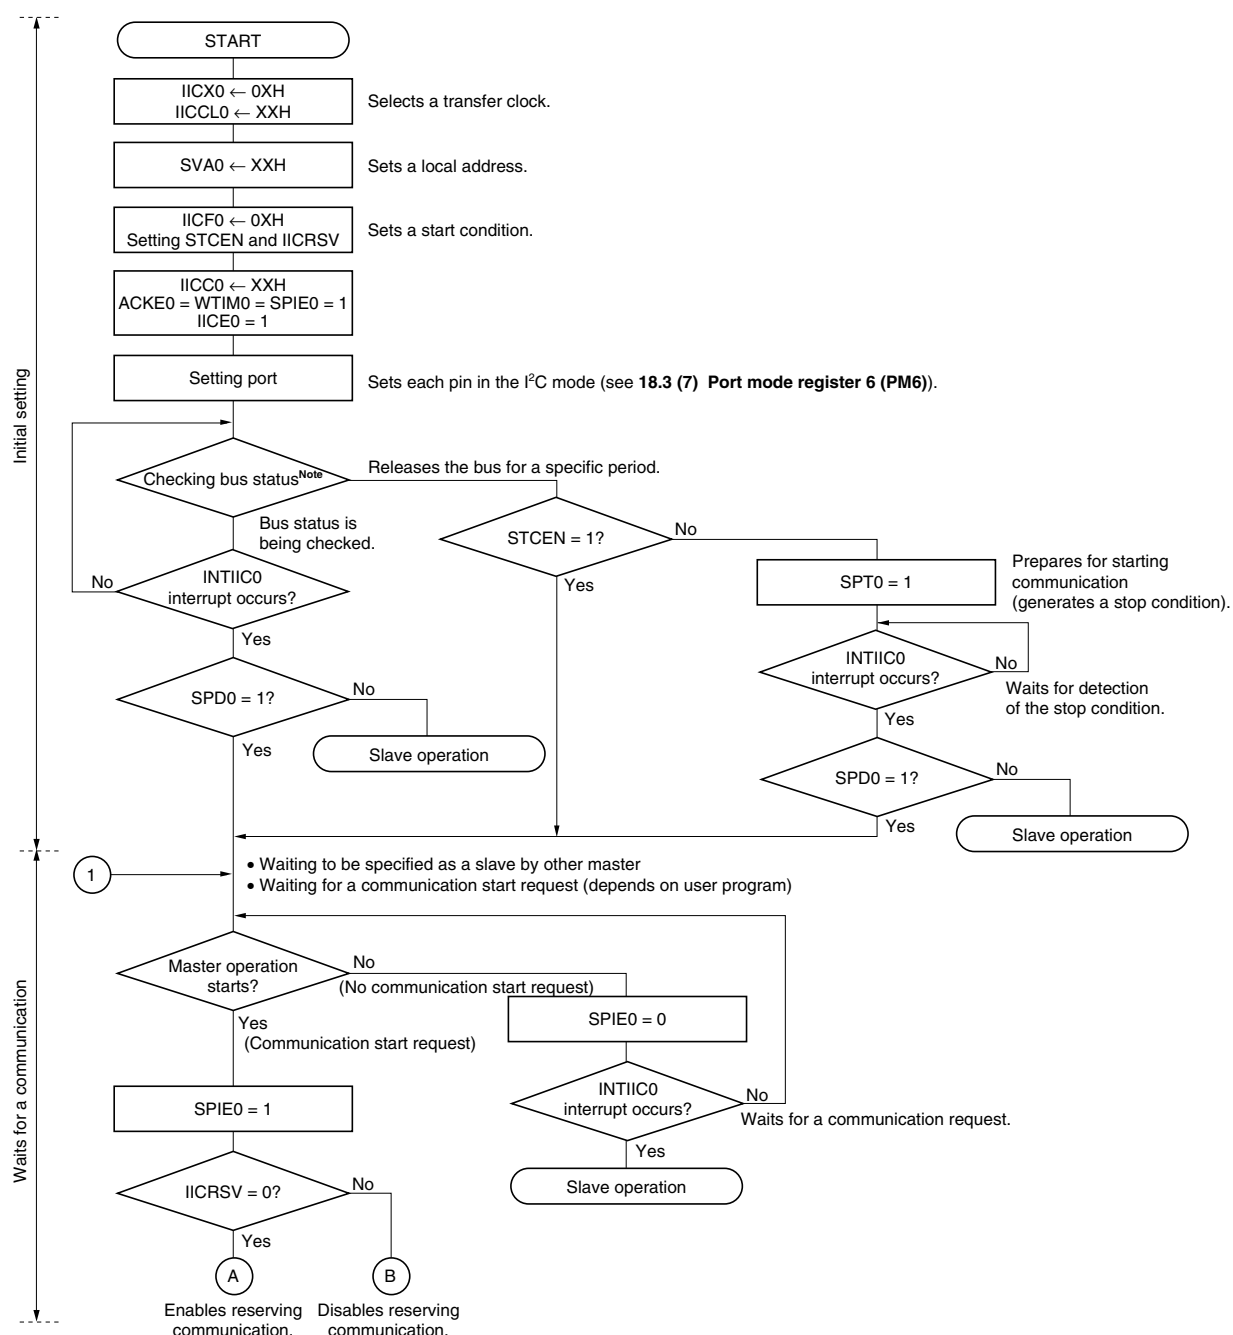 START
IICX0 ← 0XH
IICCL0 ← XXH
Selects a transfer clock.
SVA0 ← XXH
Sets a local address.
IICF0 ← 0XH
Setting STCEN and IICRSV
Sets a start condition.
IICC0 ← XXH
ACKE0 = WTIM0 = SPIE0 = 1
IICE0 = 1
Setting port
Sets each pin in the I²C mode (see 18.3 (7) Port mode register 6 (PM6)).
Initial setting
Checking bus statusNote
Releases the bus for a specific period.
Bus status is
being checked.
STCEN = 1?
No
Yes
SPT0 = 1
Prepares for starting
communication
(generates a stop condition).
INTIIC0
interrupt occurs?
No
Yes
INTIIC0
interrupt occurs?
No
Waits for detection
of the stop condition.
Yes
SPD0 = 1?
No
Yes
Slave operation
SPD0 = 1?
No
Yes
Slave operation
1
• Waiting to be specified as a slave by other master
• Waiting for a communication start request (depends on user program)
Waits for a communication
Master operation
starts?
No
(No communication start request)
Yes
(Communication start request)
SPIE0 = 0
INTIIC0
interrupt occurs?
No
Waits for a communication request.
Yes
Slave operation
SPIE0 = 1
IICRSV = 0?
No
Yes
A
B
Enables reserving
communication.
Disables reserving
communication.